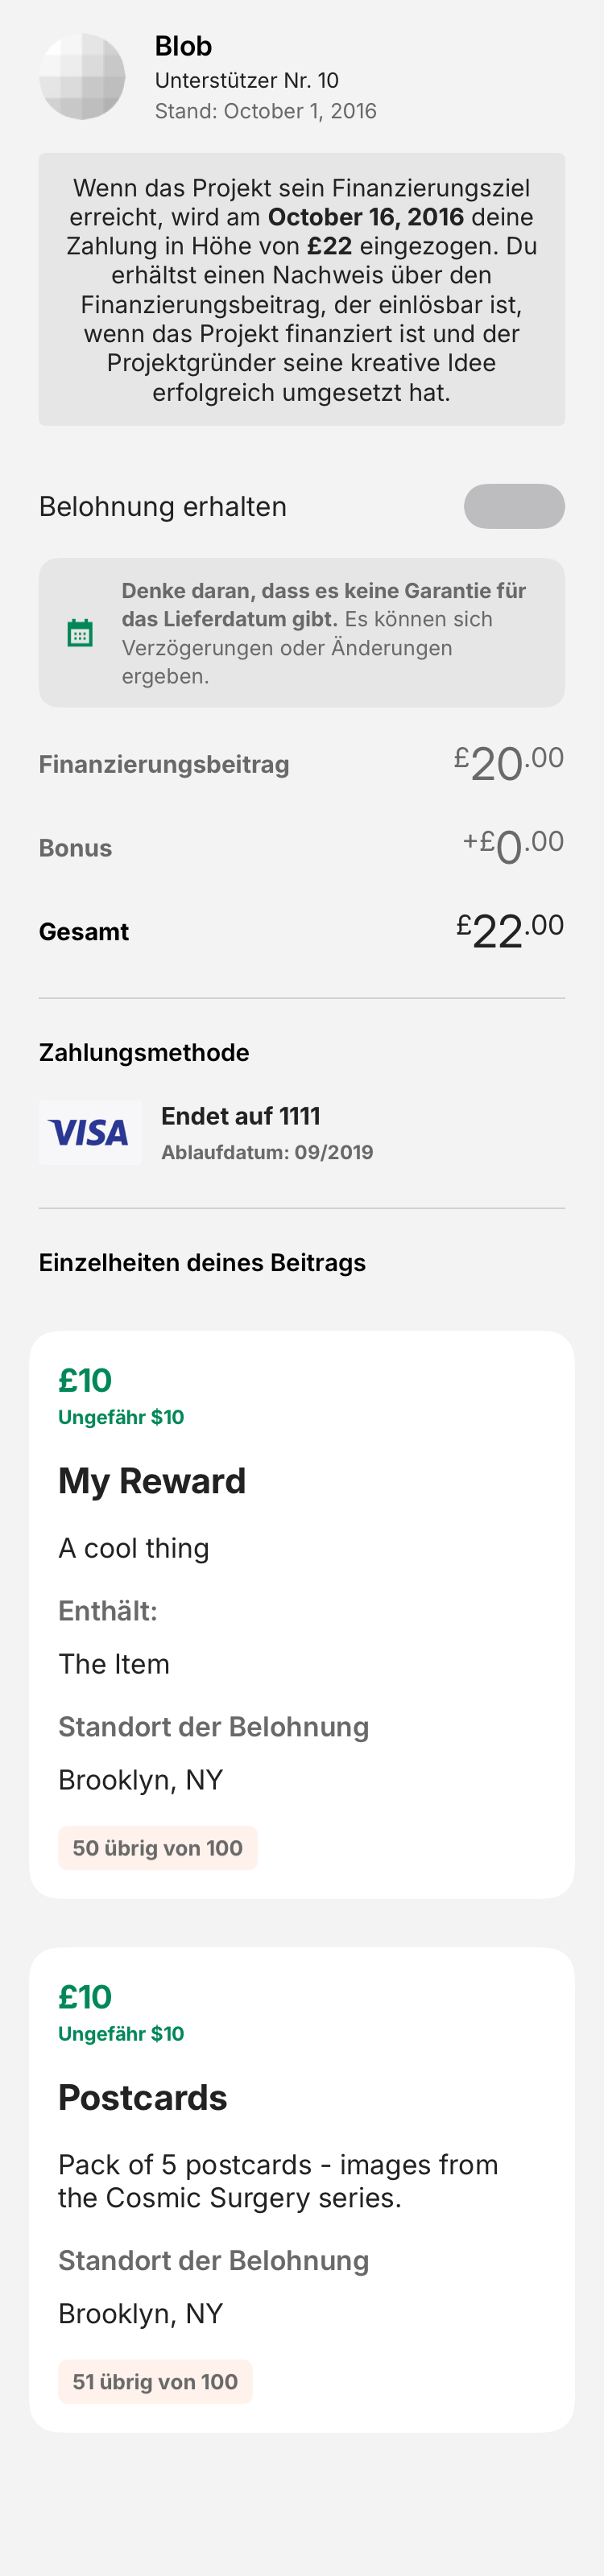 Blob
Unterstützer Nr. 10
Stand: October 1, 2016
Wenn das Projekt sein Finanzierungsziel
erreicht, wird am October 16, 2016 deine
Zahlung in Höhe von £22 eingezogen. Du
erhältst einen Nachweis über den
Finanzierungsbeitrag, der einlösbar ist,
wenn das Projekt finanziert ist und der
Projektgründer seine kreative Idee
erfolgreich umgesetzt hat.
Belohnung erhalten
Denke daran, dass es keine Garantie für
das Lieferdatum gibt. Es können sich
Verzögerungen oder Änderungen
ergeben.
Finanzierungsbeitrag £20.00
Bonus +£0.00
Gesamt £22.00
Zahlungsmethode
VISA
Endet auf 1111
Ablaufdatum: 09/2019
Einzelheiten deines Beitrags
£10
Ungefähr $10
My Reward
A cool thing
Enthält:
The Item
Standort der Belohnung
Brooklyn, NY
50 übrig von 100
£10
Ungefähr $10
Postcards
Pack of 5 postcards - images from
the Cosmic Surgery series.
Standort der Belohnung
Brooklyn, NY
51 übrig von 100